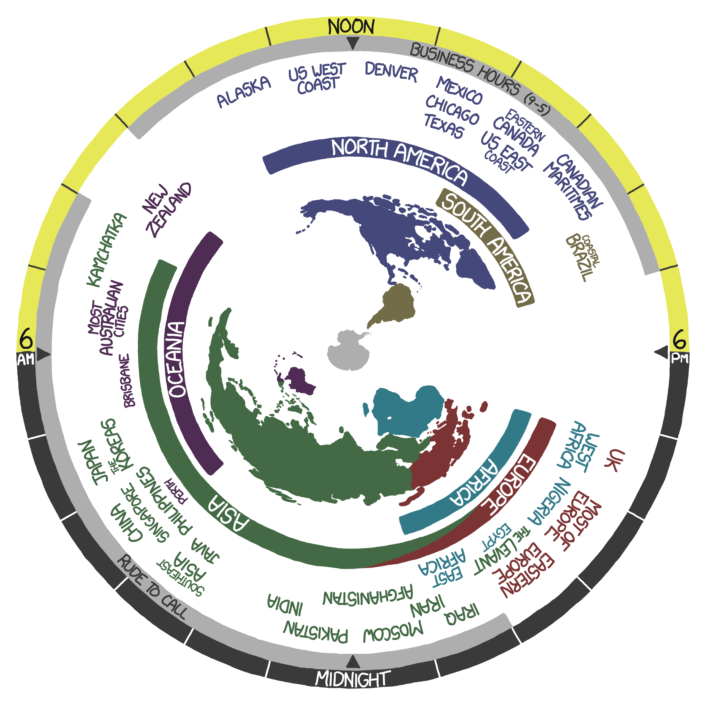 NOON
BUSINESS HOURS (9-5)
ALASKA
US WEST
COAST
DENVER
MEXICO
CHICAGO
TEXAS
EASTERN
CANADA
US EAST
COAST
CANADIAN
MARITIMES
COASTAL
BRAZIL
NORTH AMERICA
SOUTH AMERICA
NEW
ZEALAND
KAMCHATKA
MOST
AUSTRALIAN
CITIES
BRISBANE
OCEANIA
6
AM
6
PM
JAPAN
THE
KOREAS
CHINA
SINGAPORE
PHILIPPINES
PERTH
JAVA
SOUTHEAST
ASIA
ASIA
RUDE TO CALL
INDIA
PAKISTAN
AFGHANISTAN
MOSCOW
IRAN
IRAQ
EAST
AFRICA
THE LEVANT
EGYPT
EASTERN
EUROPE
NIGERIA
MOST OF
EUROPE
WEST
AFRICA
UK
AFRICA
EUROPE
MIDNIGHT